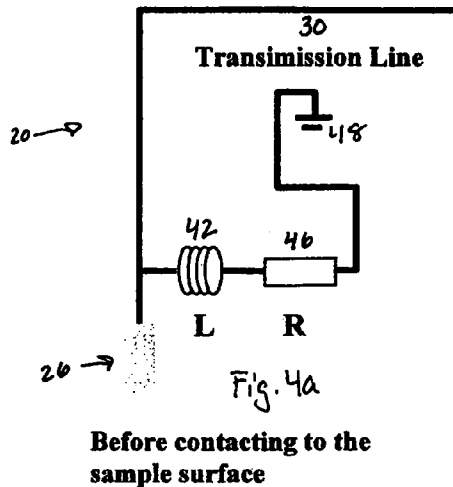 30
Transimission Line
20
48
42
46
L
R
26
Fig. 4a
Before contacting to the
sample surface